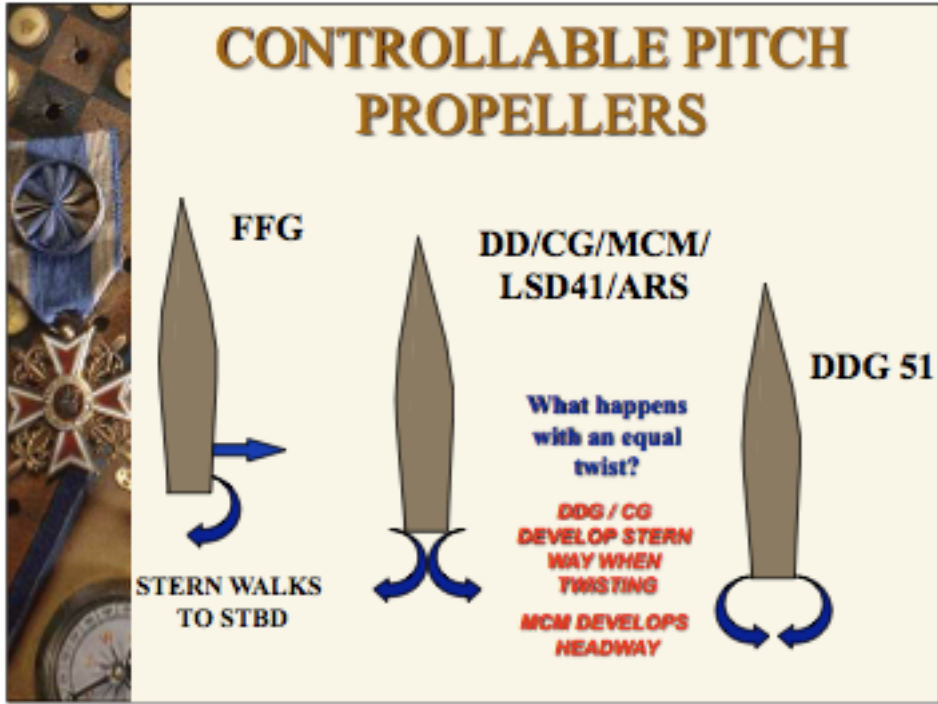 CONTROLLABLE PITCH
PROPELLERS
FFG
STERN WALKS
TO STBD
DD/CG/MCM/
LSD41/ARS
What happens
with an equal
twist?
DDG / CG
DEVELOP STERN
WAY WHEN
TWISTING
MCM DEVELOPS
HEADWAY
DDG 51